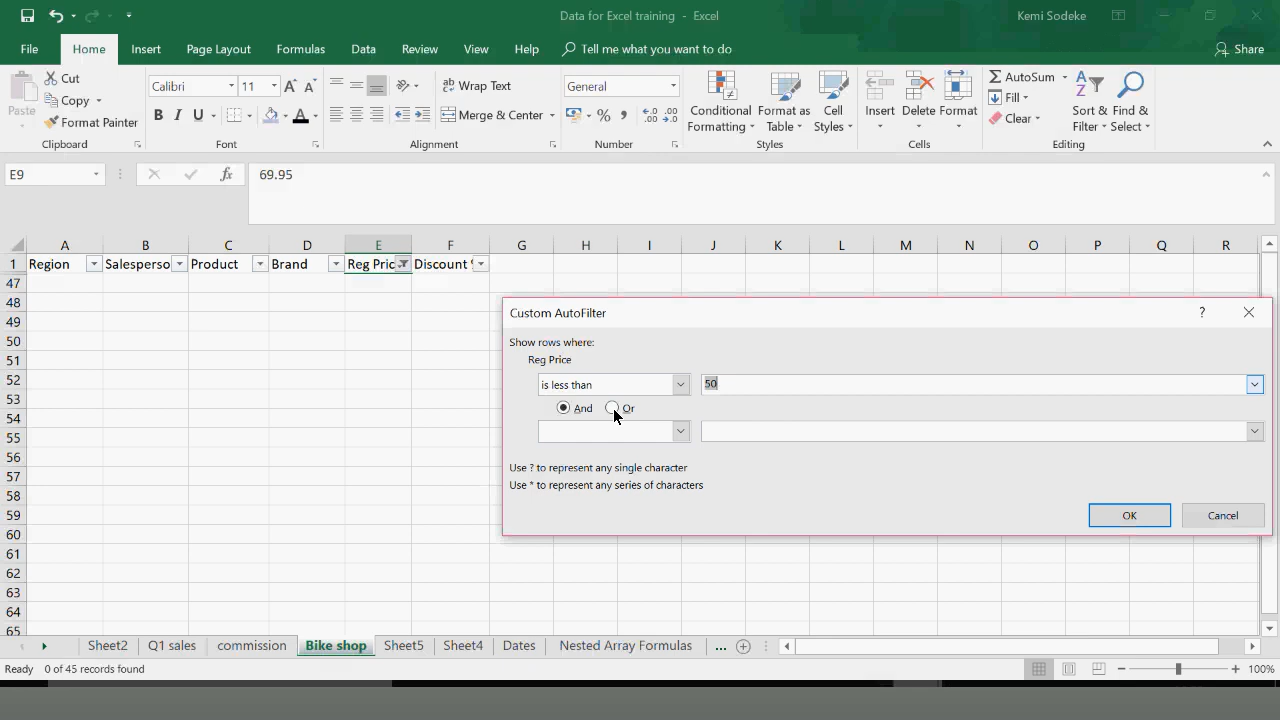 Data for Excel training - Excel
Kemi Sodeke
File Home Insert Page Layout Formulas Data Review View Help Tell me what you want to do Share
Paste
Cut
Copy
Format Painter
Clipboard
Calibri 11
A A
B I U A
Font
ab Wrap Text
Merge & Center
Alignment
General
% , .00
Number
Conditional Formatting
Format as Table
Cell Styles
Styles
Insert Delete Format
Cells
AutoSum
Fill
Clear
Sort & Filter
Find & Select
Editing
E9 fx 69.95
A B C D E F G H I J K L M N O P Q R
1 Region Salesperso Product Brand Reg Pric Discount
47
48
49
50
51
52
53
54
55
56
57
58
59
60
61
62
63
64
65
Custom AutoFilter ?
Show rows where:
Reg Price
is less than 50
And Or
Use ? to represent any single character
Use * to represent any series of characters
OK Cancel
Sheet2 Q1 sales commission Bike shop Sheet5 Sheet4 Dates Nested Array Formulas ...
Ready 0 of 45 records found 100%